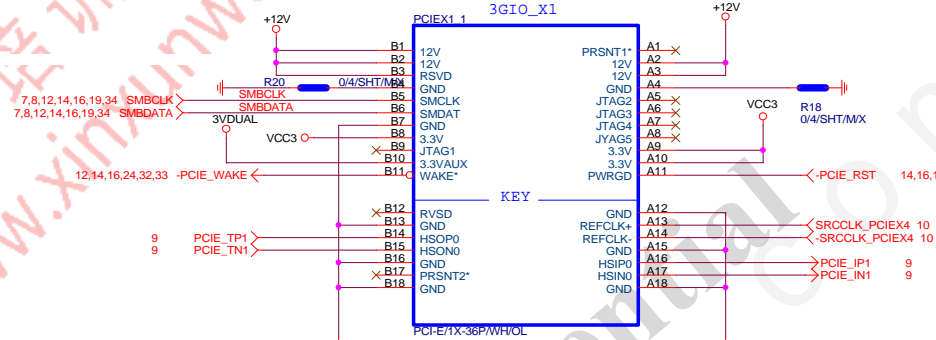 3GIO_X1
+12V
+12V
PCIEX1_1
B1 12V
PRSNT1* A1
B2 12V
12V A2
B3 RSVD
12V A3
R20 0/4/SHT/M/X B4 GND
GND A4
7,8,12,14,16,19,34 SMBCLK SMBCLK B5 SMCLK
JTAG2 A5
7,8,12,14,16,19,34 SMBDATA SMBDATA B6 SMDAT
JTAG3 A6
B7 GND
JTAG4 A7
3VDUAL
VCC3 B8 3.3V
JYAG5 A8
VCC3
R18
0/4/SHT/M/X
B9 JTAG1
3.3V A9
B10 3.3VAUX
3.3V A10
12,14,16,24,32,33 -PCIE_WAKE B11 WAKE*
PWRGD A11 -PCIE_RST 14,16,1
KEY
B12 RVSD
GND A12
B13 GND
REFCLK+ A13 SRCCLK_PCIEX4 10
9 PCIE_TP1 B14 HSOP0
REFCLK- A14 -SRCCLK_PCIEX4 10
9 PCIE_TN1 B15 HSON0
GND A15
B16 GND
HSIP0 A16 PCIE_IP1 9
B17 PRSNT2*
HSIN0 A17 PCIE_IN1 9
B18 GND
GND A18
PCI-E/1X-36P/WH/OL